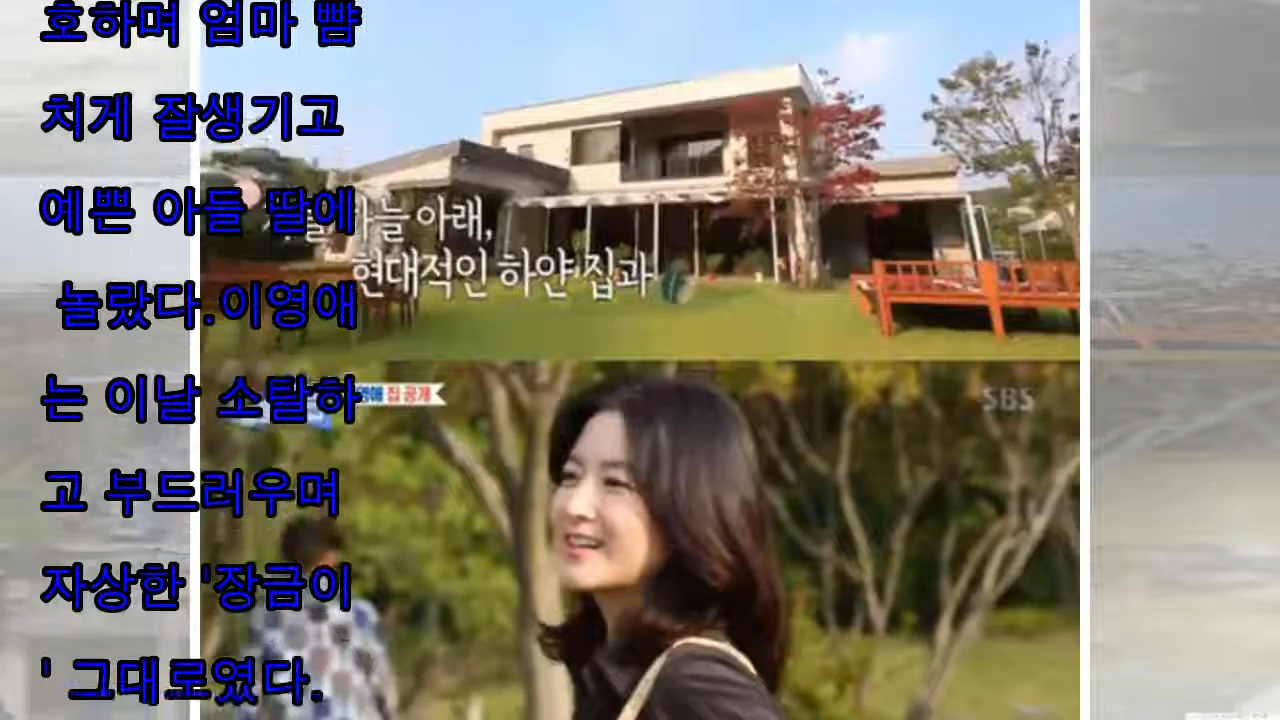 호하며 엄마 뺨
치게 잘생기고
예쁜 아들 딸에
놀랐다.이영애
는 이날 소탈하
고 부드러우며
자상한 '장금이
' 그대로였다.
하늘 아래,
현대적인 하얀 집과
집 공개
SBS